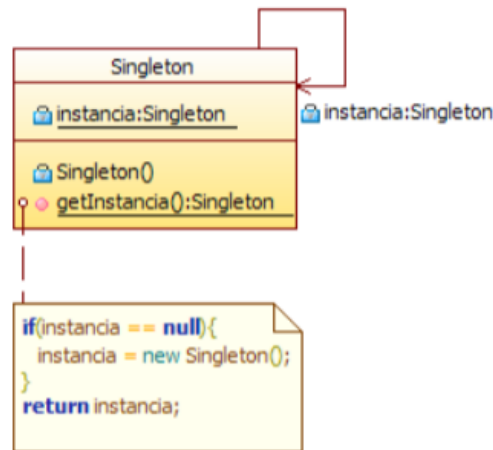 Singleton
instancia:Singleton
instancia:Singleton
Singleton()
getInstancia():Singleton
if(instancia == null){
instancia = new Singleton();
}
return instancia;